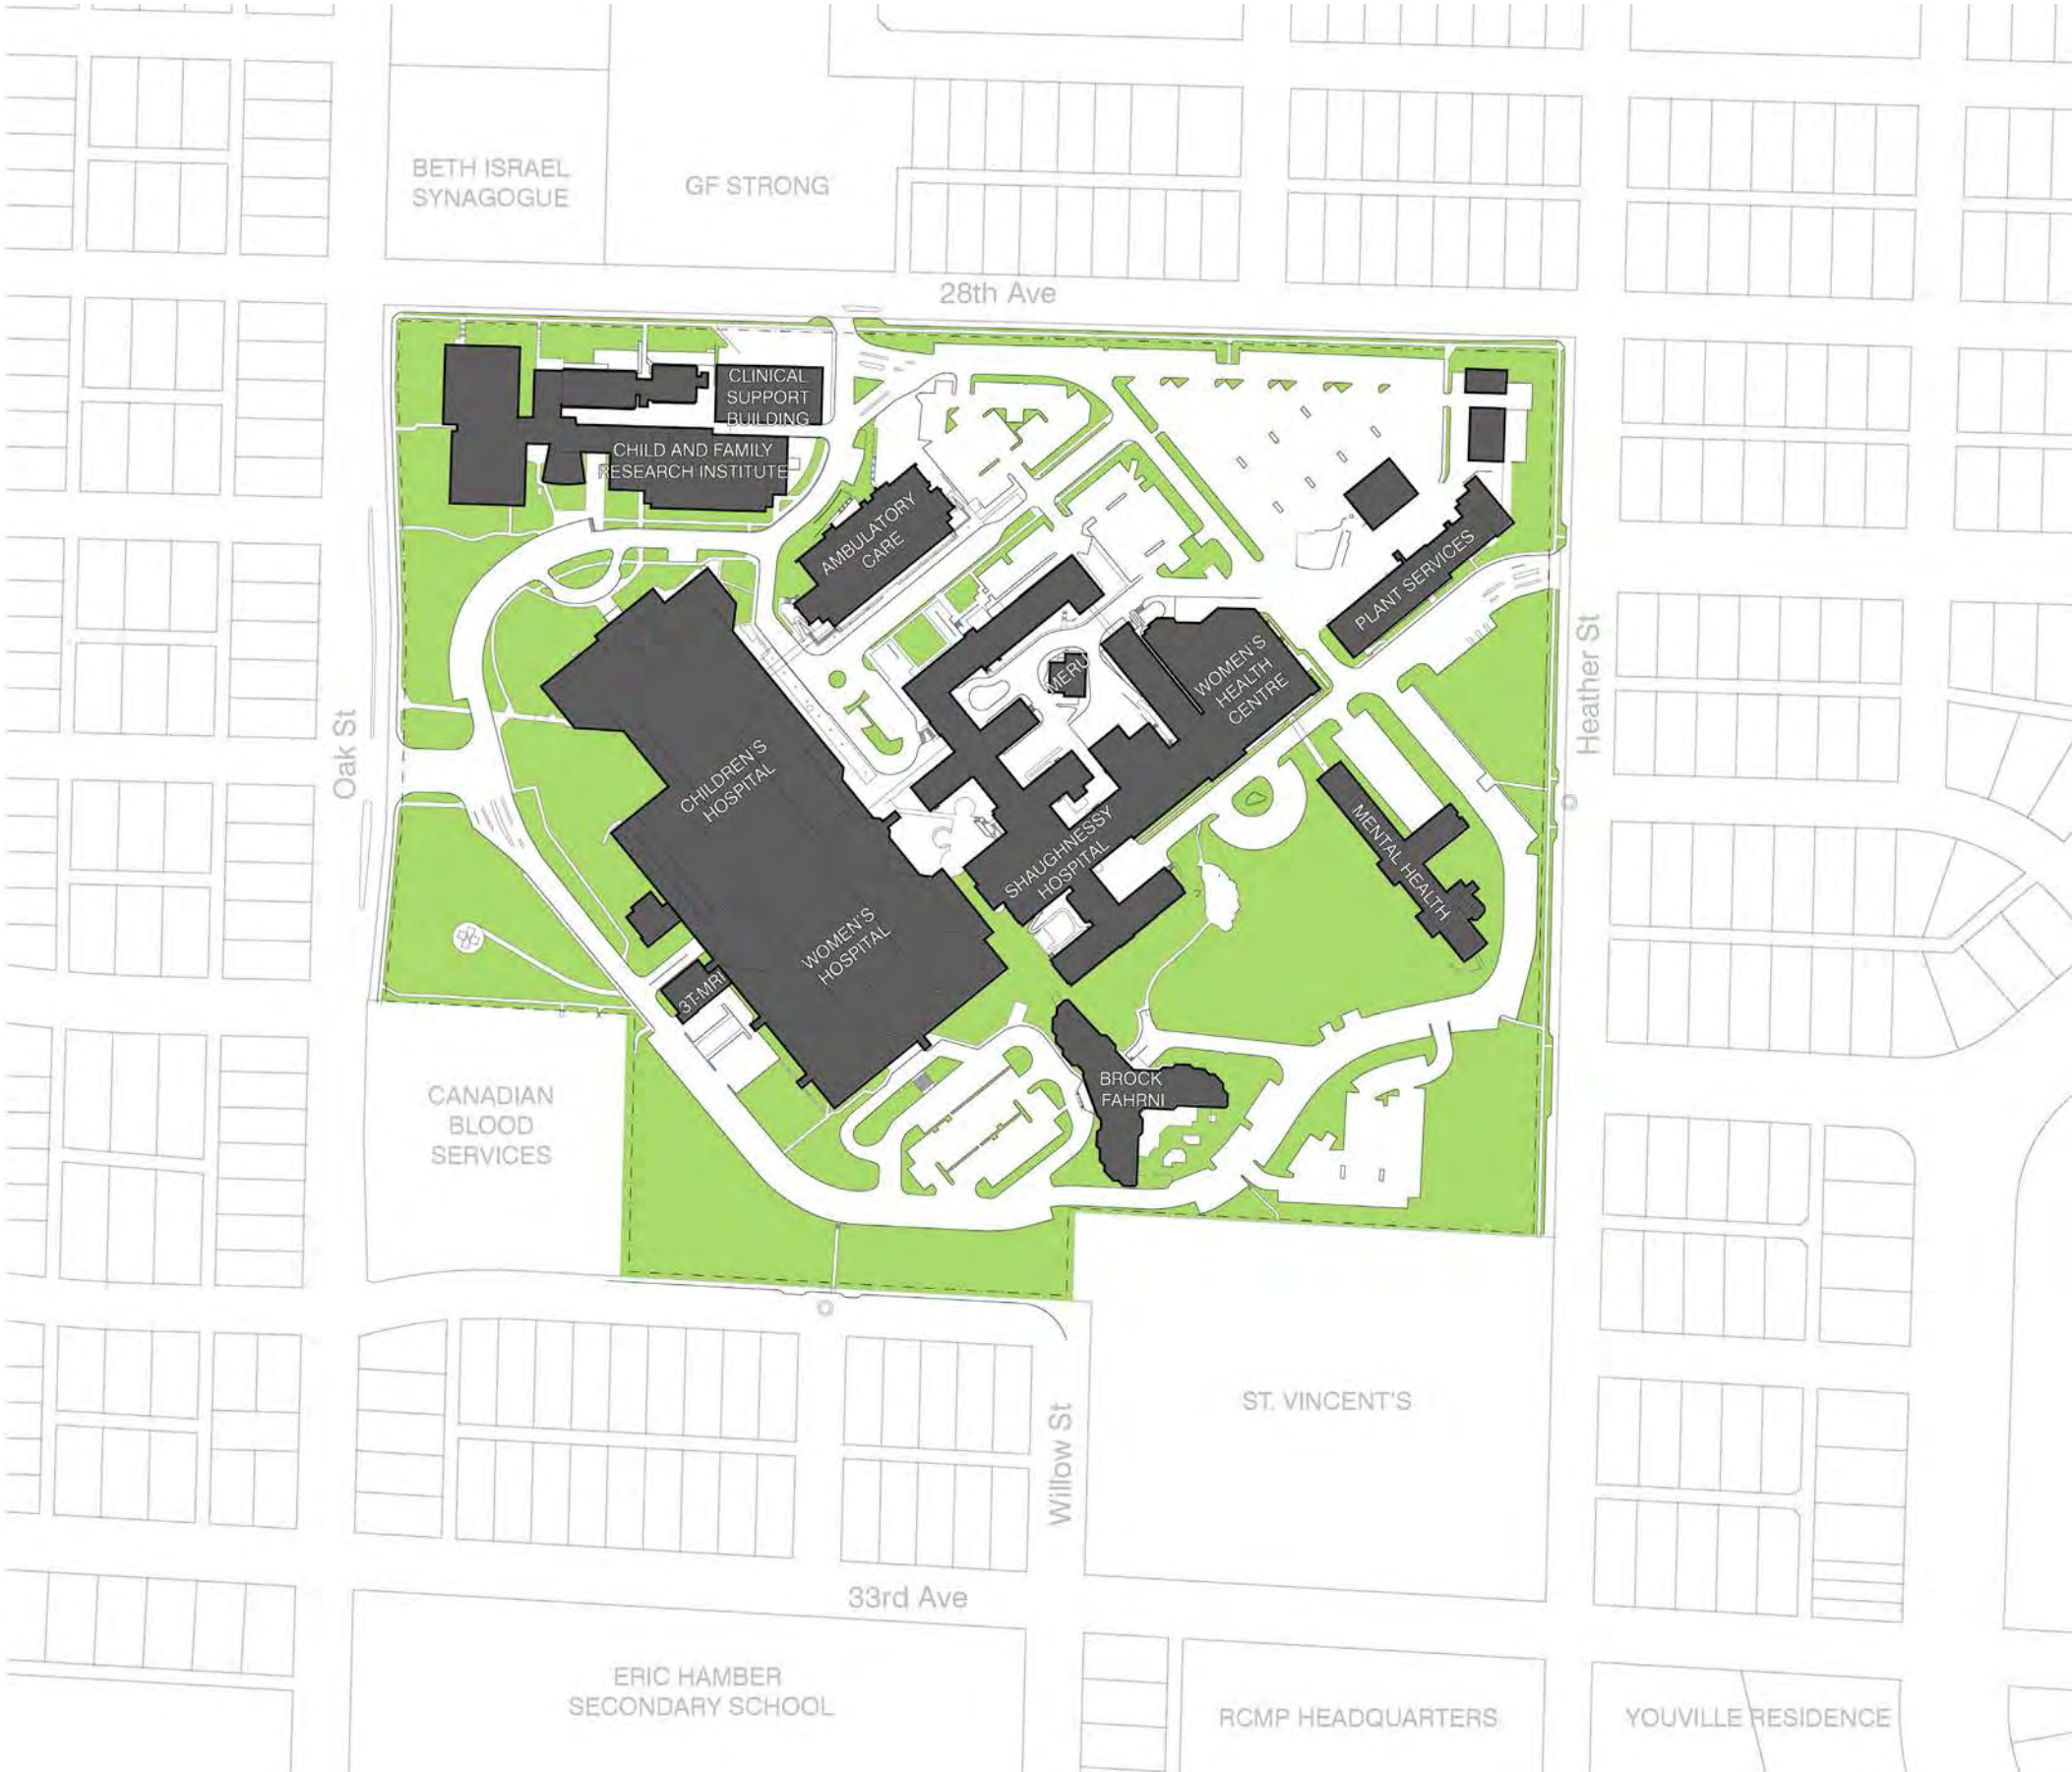 BETH ISRAEL
SYNAGOGUE
GF STRONG
28th Ave
CLINICAL
SUPPORT
BUILDING
CHILD AND FAMILY
RESEARCH INSTITUTE
AMBULATORY
CARE
PLANT SERVICES
MERU
WOMEN'S
HEALTH
CENTRE
Heather St
Oak St
CHILDREN'S
HOSPITAL
SHAUGHNESSY
HOSPITAL
MENTAL HEALTH
WOMEN'S
HOSPITAL
3T-MRI
BROCK
FAHRNI
CANADIAN
BLOOD
SERVICES
ST. VINCENT'S
Willow St
33rd Ave
ERIC HAMBER
SECONDARY SCHOOL
RCMP HEADQUARTERS
YOUVILLE RESIDENCE